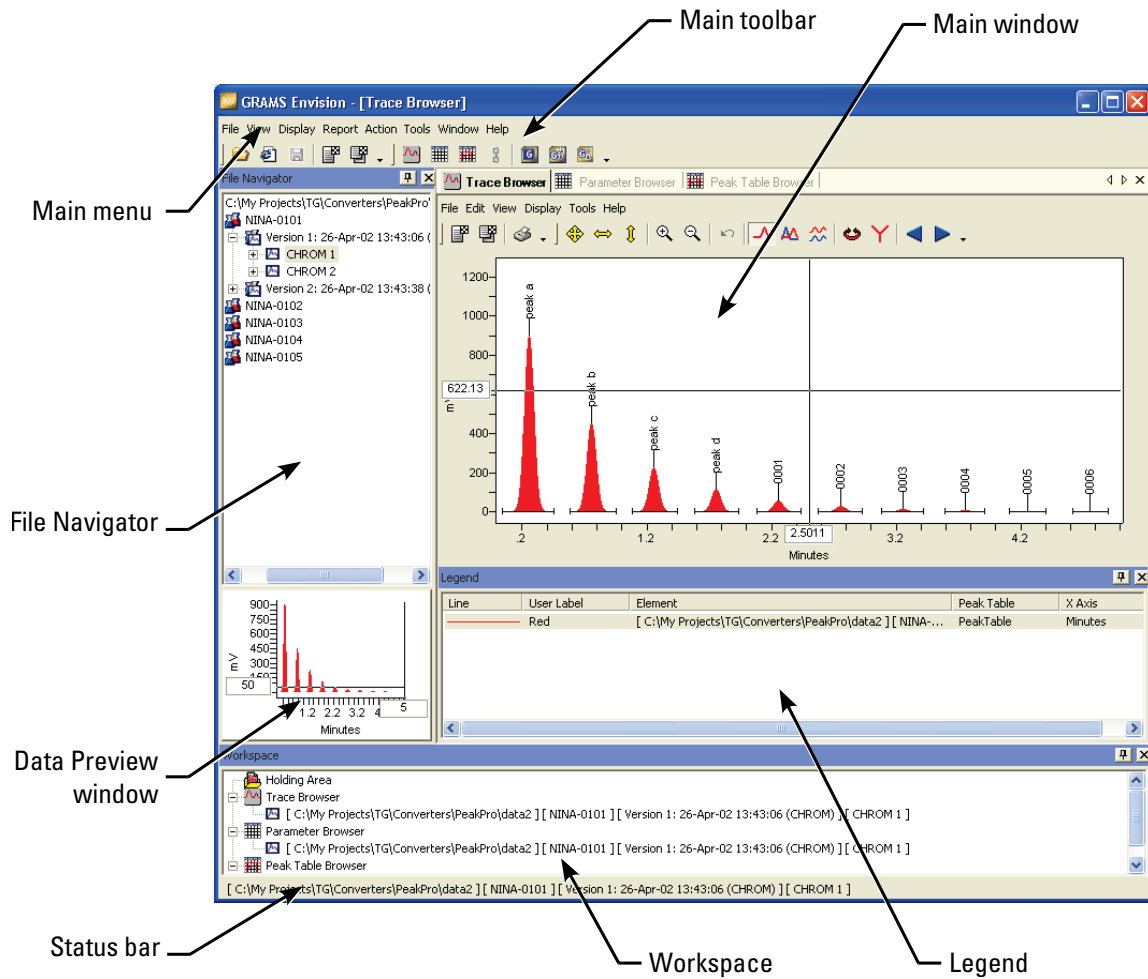 Main toolbar
Main window
GRAMS Envision - [Trace Browser]
File View Display Report Action Tools Window Help
File Navigator
C:\My Projects\TG\Converters\PeakPro\
NINA-0101
Version 1: 26-Apr-02 13:43:06 (
CHROM 1
CHROM 2
Version 2: 26-Apr-02 13:43:38 (
NINA-0102
NINA-0103
NINA-0104
NINA-0105
Trace Browser Parameter Browser Peak Table Browser
File Edit View Display Tools Help
1200
1000
800
622.13
mV
400
200
0
peak a
peak b
peak c
peak d
0001
0002
0003
0004
0005
0006
.2 1.2 2.2 2.5011 3.2 4.2
Minutes
Main menu
File Navigator
Legend
Line User Label Element Peak Table X Axis
Red [ C:\My Projects\TG\Converters\PeakPro\data2 ] [ NINA-... PeakTable Minutes
900
750
600
450
300
150
mV
50
1.2 2.2 3.2 4 5
Minutes
Data Preview
window
Workspace
Holding Area
Trace Browser
[ C:\My Projects\TG\Converters\PeakPro\data2 ] [ NINA-0101 ] [ Version 1: 26-Apr-02 13:43:06 (CHROM) ] [ CHROM 1 ]
Parameter Browser
[ C:\My Projects\TG\Converters\PeakPro\data2 ] [ NINA-0101 ] [ Version 1: 26-Apr-02 13:43:06 (CHROM) ] [ CHROM 1 ]
Peak Table Browser
[ C:\My Projects\TG\Converters\PeakPro\data2 ] [ NINA-0101 ] [ Version 1: 26-Apr-02 13:43:06 (CHROM) ] [ CHROM 1 ]
Status bar
Workspace
Legend